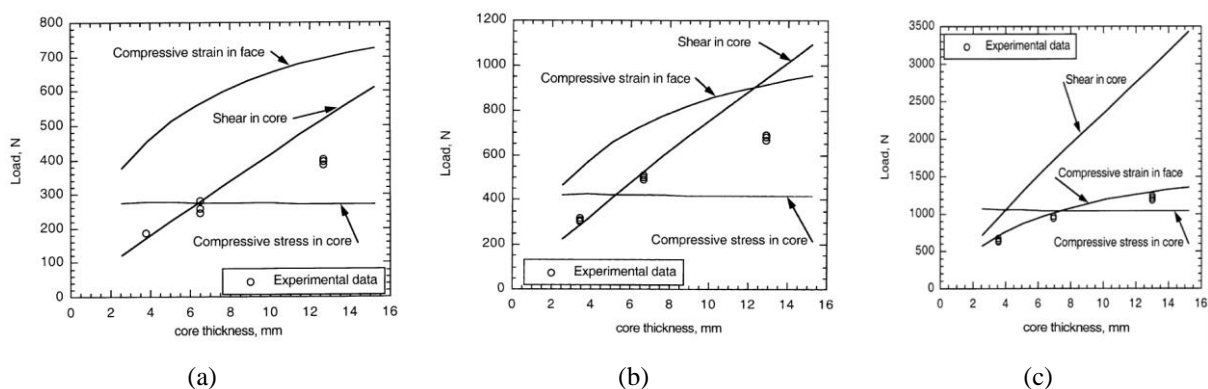 800
700
600
500
400
300
200
100
0
Load, N
Compressive strain in face
Shear in core
Compressive stress in core
Experimental data
0 2 4 6 8 10 12 14 16
core thickness, mm
(a)
1200
1000
800
600
400
200
0
Load, N
Shear in core
Compressive strain in face
Compressive stress in core
Experimental data
0 2 4 6 8 10 12 14 16
core thickness, mm
(b)
3500
3000
2500
2000
1500
1000
500
0
Load, N
Experimental data
Shear in core
Compressive strain in face
Compressive stress in core
0 2 4 6 8 10 12 14 16
core thickness, mm
(c)